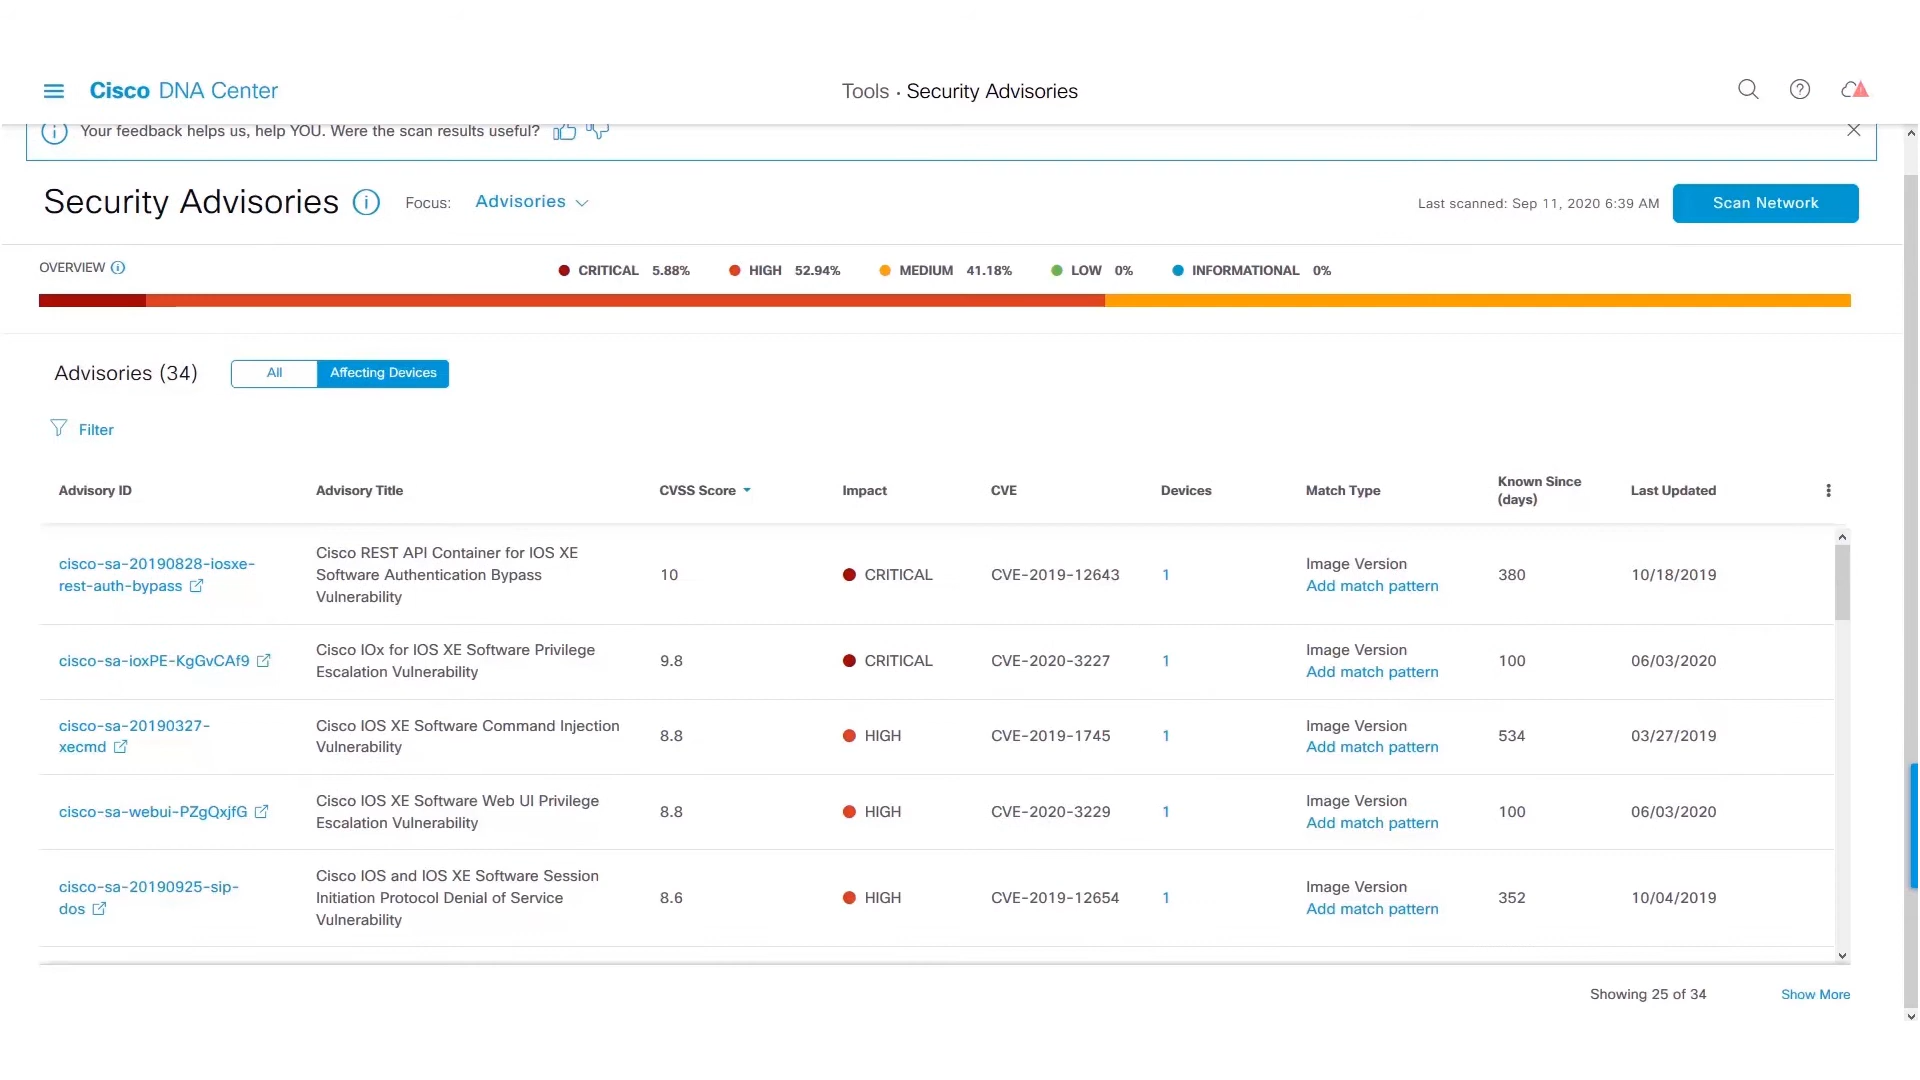 Cisco DNA Center
Tools · Security Advisories
Your feedback helps us, help YOU. Were the scan results useful?
Security Advisories
Focus: Advisories
Last scanned: Sep 11, 2020 6:39 AM
Scan Network
OVERVIEW
CRITICAL 5.88%
HIGH 52.94%
MEDIUM 41.18%
LOW 0%
INFORMATIONAL 0%
Advisories (34)
All
Affecting Devices
Filter
Advisory ID
Advisory Title
CVSS Score
Impact
CVE
Devices
Match Type
Known Since
(days)
Last Updated
cisco-sa-20190828-iosxe-
rest-auth-bypass
Cisco REST API Container for IOS XE
Software Authentication Bypass
Vulnerability
10
CRITICAL
CVE-2019-12643
1
Image Version
Add match pattern
380
10/18/2019
cisco-sa-ioxPE-KgGvCAf9
Cisco IOx for IOS XE Software Privilege
Escalation Vulnerability
9.8
CRITICAL
CVE-2020-3227
1
Image Version
Add match pattern
100
06/03/2020
cisco-sa-20190327-
xecmd
Cisco IOS XE Software Command Injection
Vulnerability
8.8
HIGH
CVE-2019-1745
1
Image Version
Add match pattern
534
03/27/2019
cisco-sa-webui-PZgQxjfG
Cisco IOS XE Software Web UI Privilege
Escalation Vulnerability
8.8
HIGH
CVE-2020-3229
1
Image Version
Add match pattern
100
06/03/2020
cisco-sa-20190925-sip-
dos
Cisco IOS and IOS XE Software Session
Initiation Protocol Denial of Service
Vulnerability
8.6
HIGH
CVE-2019-12654
1
Image Version
Add match pattern
352
10/04/2019
Showing 25 of 34
Show More